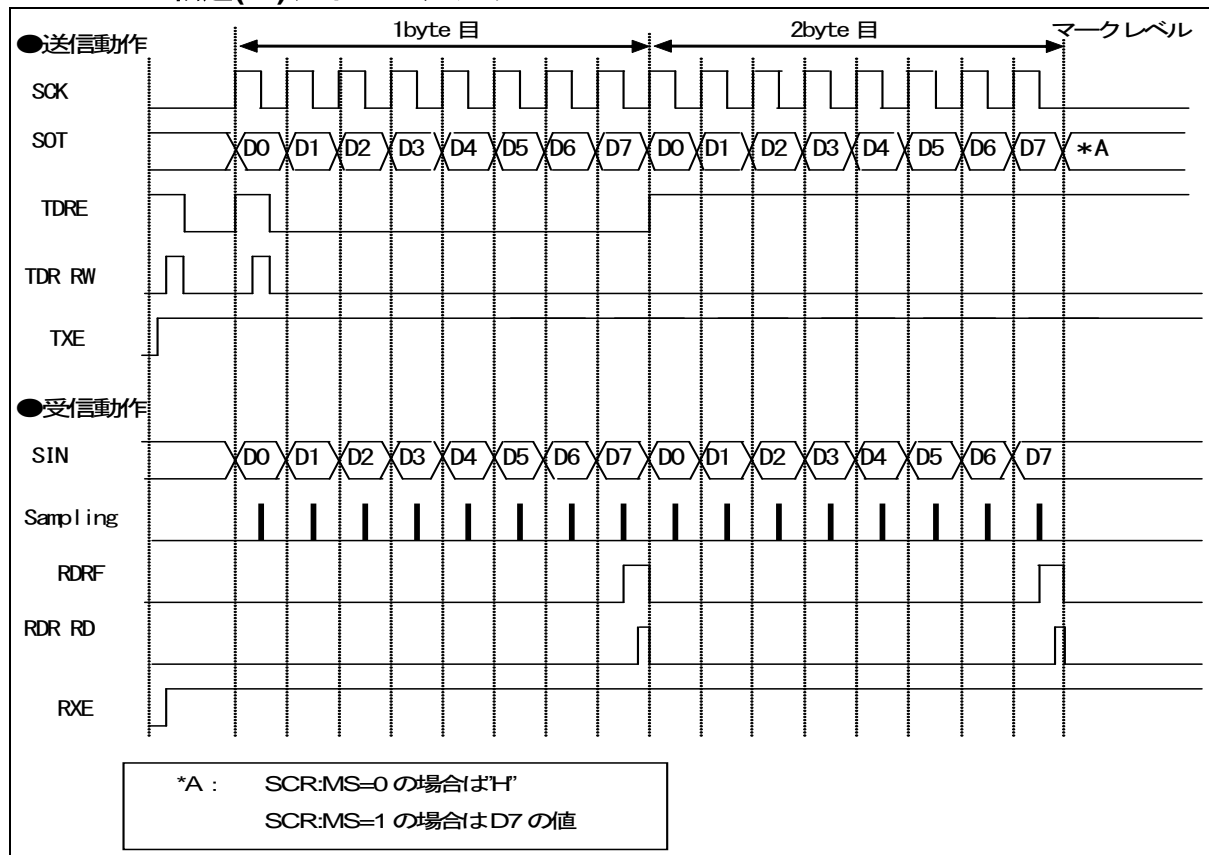 1byte 目 2byte 目 マークレベル
●送信動作
SCK
SOT D0 D1 D2 D3 D4 D5 D6 D7 D0 D1 D2 D3 D4 D5 D6 D7 *A
TDRE
TDR RW
TXE
●受信動作
SIN D0 D1 D2 D3 D4 D5 D6 D7 D0 D1 D2 D3 D4 D5 D6 D7
Sampling
RDRF
RDR RD
RXE
*A : SCR:MS=0 の場合は"H"
SCR:MS=1 の場合は D7 の値